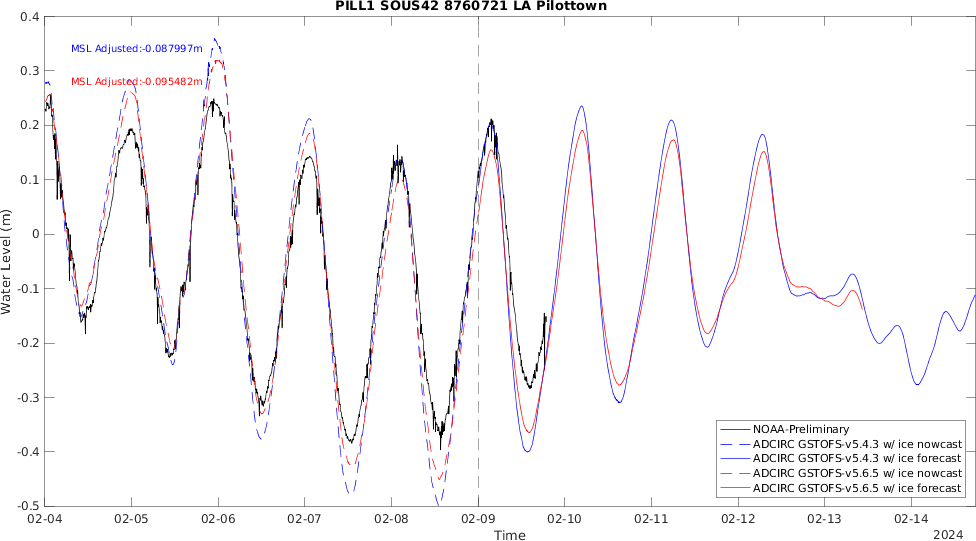 PILL1 SOUS42 8760721 LA Pilottown
0.4
0.3
0.2
0.1
0
-0.1
-0.2
-0.3
-0.4
-0.5
Water Level (m)
MSL Adjusted:-0.087997m
MSL Adjusted:-0.095482m
NOAA-Preliminary
ADCIRC GSTOFS-v5.4.3 w/ ice nowcast
ADCIRC GSTOFS-v5.4.3 w/ ice forecast
ADCIRC GSTOFS-v5.6.5 w/ ice nowcast
ADCIRC GSTOFS-v5.6.5 w/ ice forecast
02-04 02-05 02-06 02-07 02-08 02-09 02-10 02-11 02-12 02-13 02-14
Time
2024